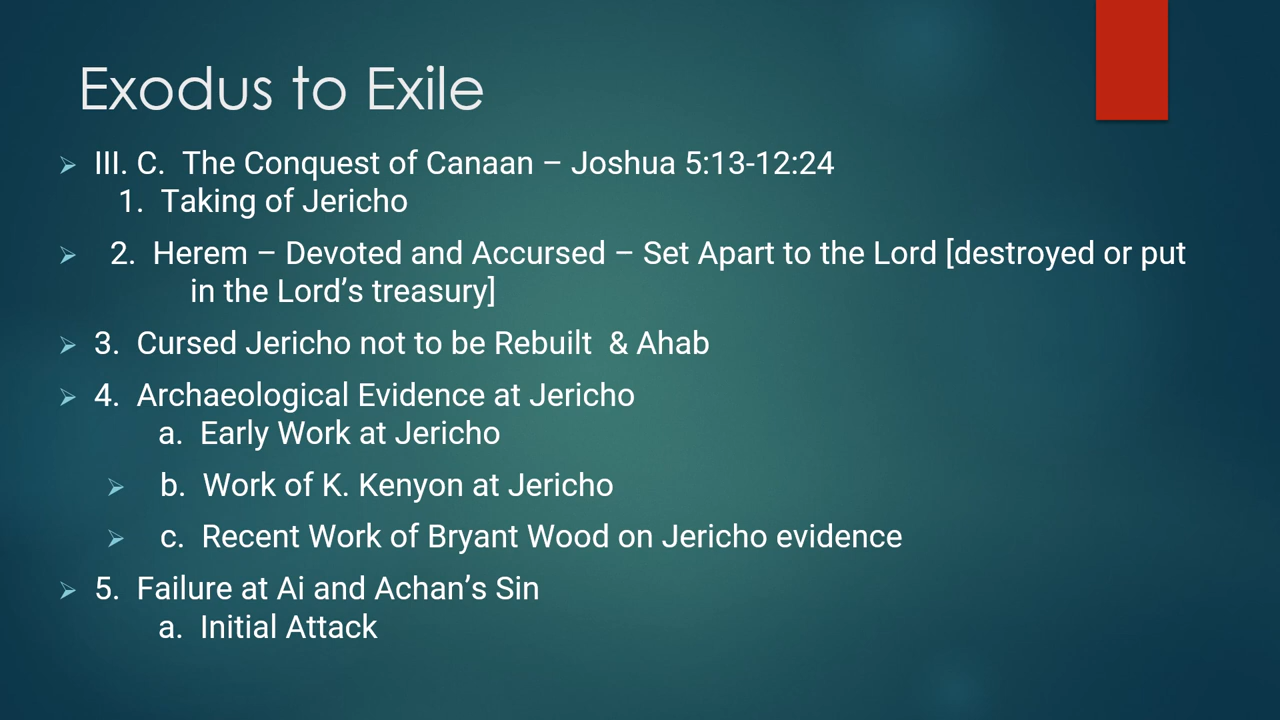 Exodus to Exile
III. C.  The Conquest of Canaan – Joshua 5:13-12:24
1.  Taking of Jericho
2.  Herem – Devoted and Accursed – Set Apart to the Lord [destroyed or put
in the Lord’s treasury]
3.  Cursed Jericho not to be Rebuilt  & Ahab
4.  Archaeological Evidence at Jericho
a.  Early Work at Jericho
b.  Work of K. Kenyon at Jericho
c.  Recent Work of Bryant Wood on Jericho evidence
5.  Failure at Ai and Achan’s Sin
a.  Initial Attack